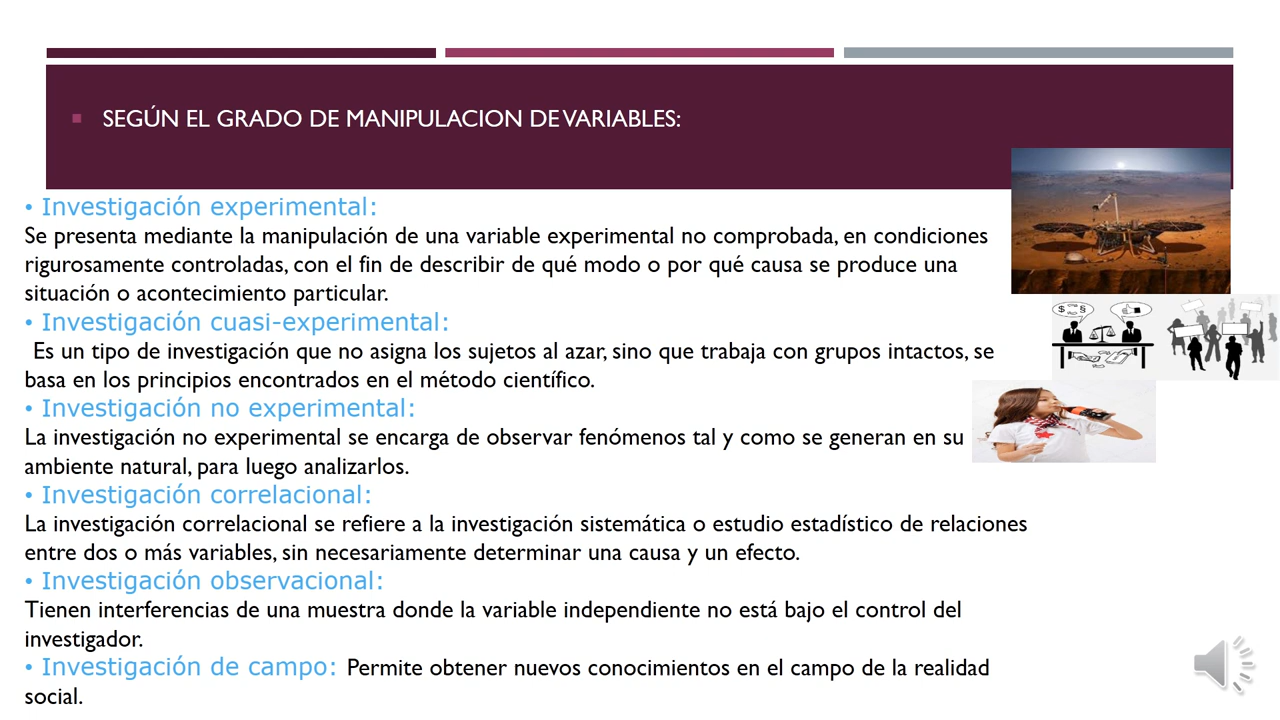 ▪ SEGÚN EL GRADO DE MANIPULACION DE VARIABLES:
• Investigación experimental:
Se presenta mediante la manipulación de una variable experimental no comprobada, en condiciones
rigurosamente controladas, con el fin de describir de qué modo o por qué causa se produce una
situación o acontecimiento particular.
• Investigación cuasi-experimental:
Es un tipo de investigación que no asigna los sujetos al azar, sino que trabaja con grupos intactos, se
basa en los principios encontrados en el método científico.
• Investigación no experimental:
La investigación no experimental se encarga de observar fenómenos tal y como se generan en su
ambiente natural, para luego analizarlos.
• Investigación correlacional:
La investigación correlacional se refiere a la investigación sistemática o estudio estadístico de relaciones
entre dos o más variables, sin necesariamente determinar una causa y un efecto.
• Investigación observacional:
Tienen interferencias de una muestra donde la variable independiente no está bajo el control del
investigador.
• Investigación de campo: Permite obtener nuevos conocimientos en el campo de la realidad
social.
$ §